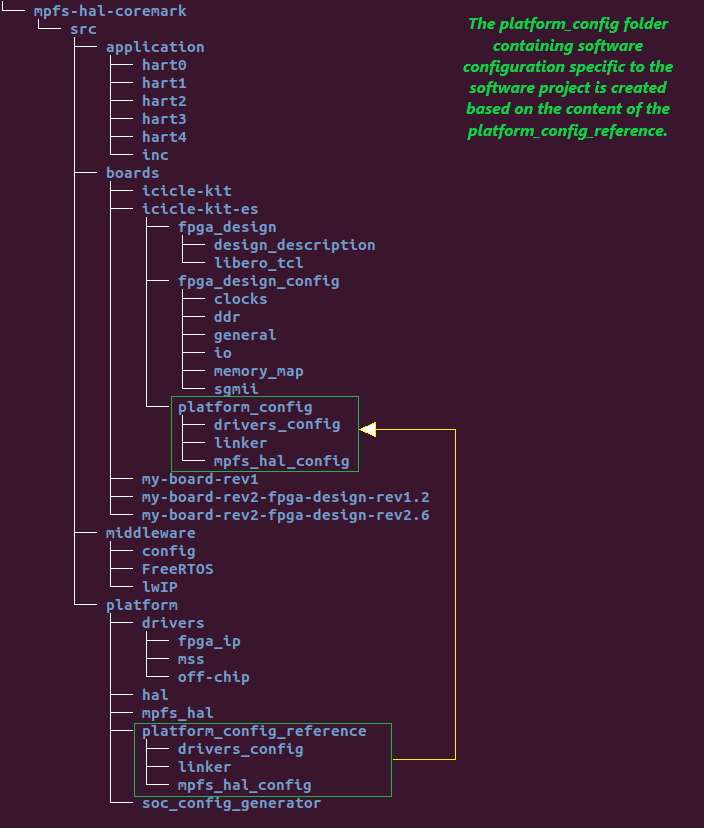 mpfs-hal-coremark
src
application
hart0
hart1
hart2
hart3
hart4
inc
boards
icicle-kit
icicle-kit-es
fpga_design
design_description
libero_tcl
fpga_design_config
clocks
ddr
general
io
memory_map
sgmii
platform_config
drivers_config
linker
mpfs_hal_config
my-board-rev1
my-board-rev2-fpga-design-rev1.2
my-board-rev2-fpga-design-rev2.6
middleware
config
FreeRTOS
lwIP
platform
drivers
fpga_ip
mss
off-chip
hal
mpfs_hal
platform_config_reference
drivers_config
linker
mpfs_hal_config
soc_config_generator
The platform_config folder
containing software
configuration specific to the
software project is created
based on the content of the
platform_config_reference.